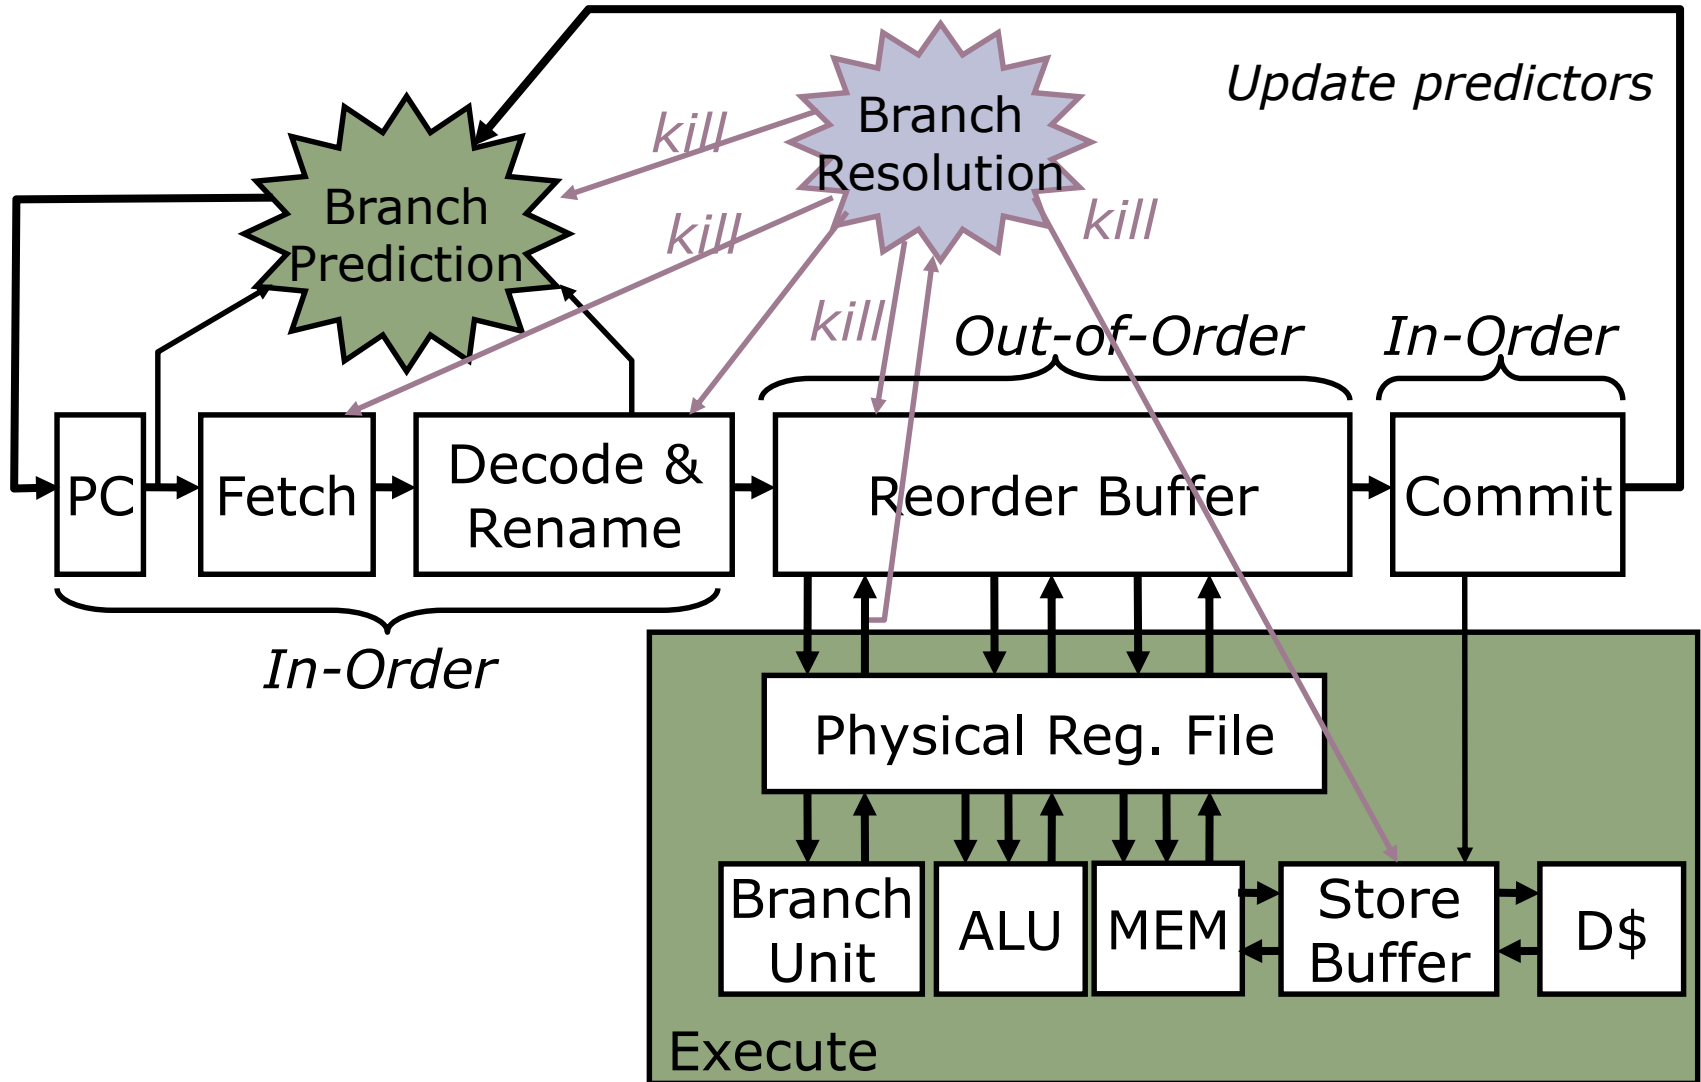 Update predictors
Branch
Resolution
kill
Branch
Prediction
kill
kill
kill
Out-of-Order
In-Order
PC
Fetch
Decode &
Rename
Reorder Buffer
Commit
In-Order
Physical Reg. File
Branch
Unit
ALU
MEM
Store
Buffer
D$
Execute